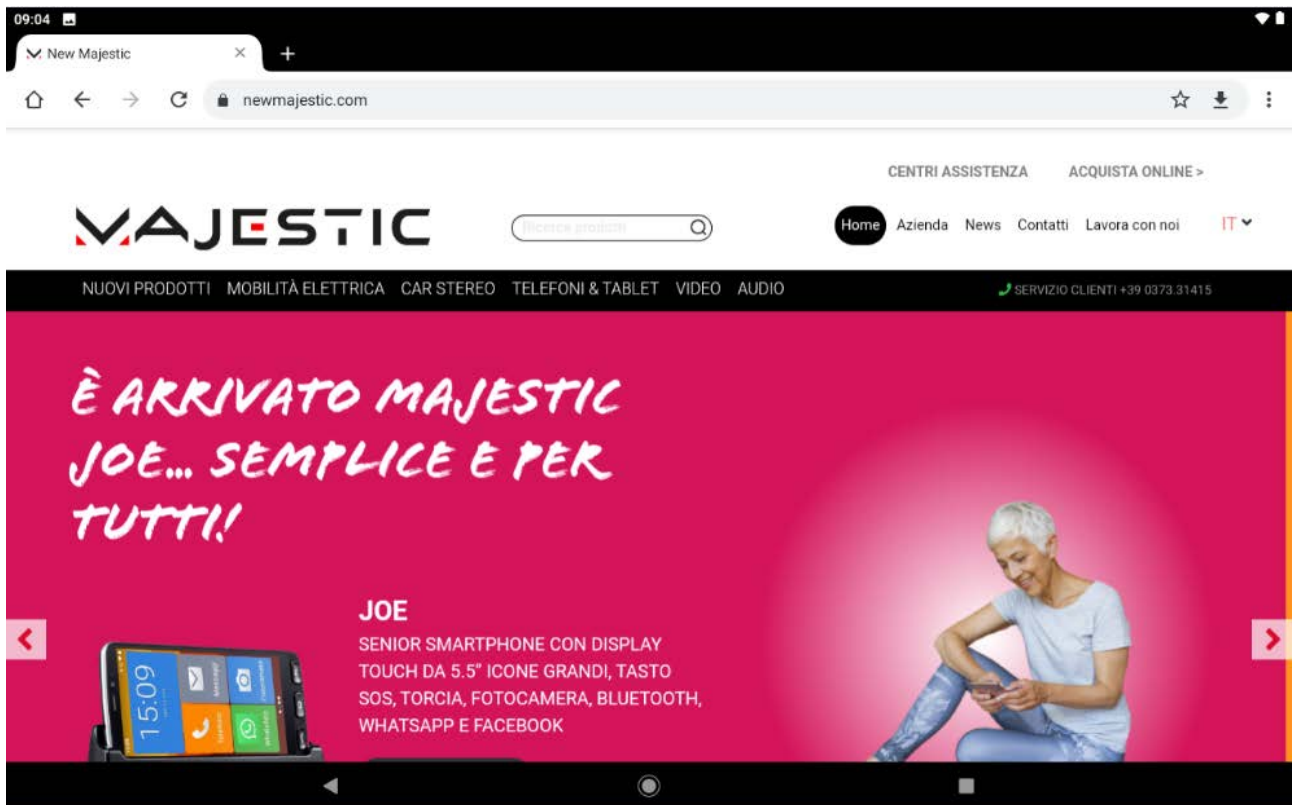 09:04
New Majestic
newmajestic.com
CENTRI ASSISTENZA ACQUISTA ONLINE >
MAJESTIC
Ricerca prodotti
Home Azienda News Contatti Lavora con noi IT
NUOVI PRODOTTI MOBILITÀ ELETTRICA CAR STEREO TELEFONI & TABLET VIDEO AUDIO
SERVIZIO CLIENTI +39 0373.31415
È ARRIVATO MAJESTIC
JOE... SEMPLICE E PER
TUTTI!
JOE
SENIOR SMARTPHONE CON DISPLAY
TOUCH DA 5.5" ICONE GRANDI, TASTO
SOS, TORCIA, FOTOCAMERA, BLUETOOTH,
WHATSAPP E FACEBOOK
15:09